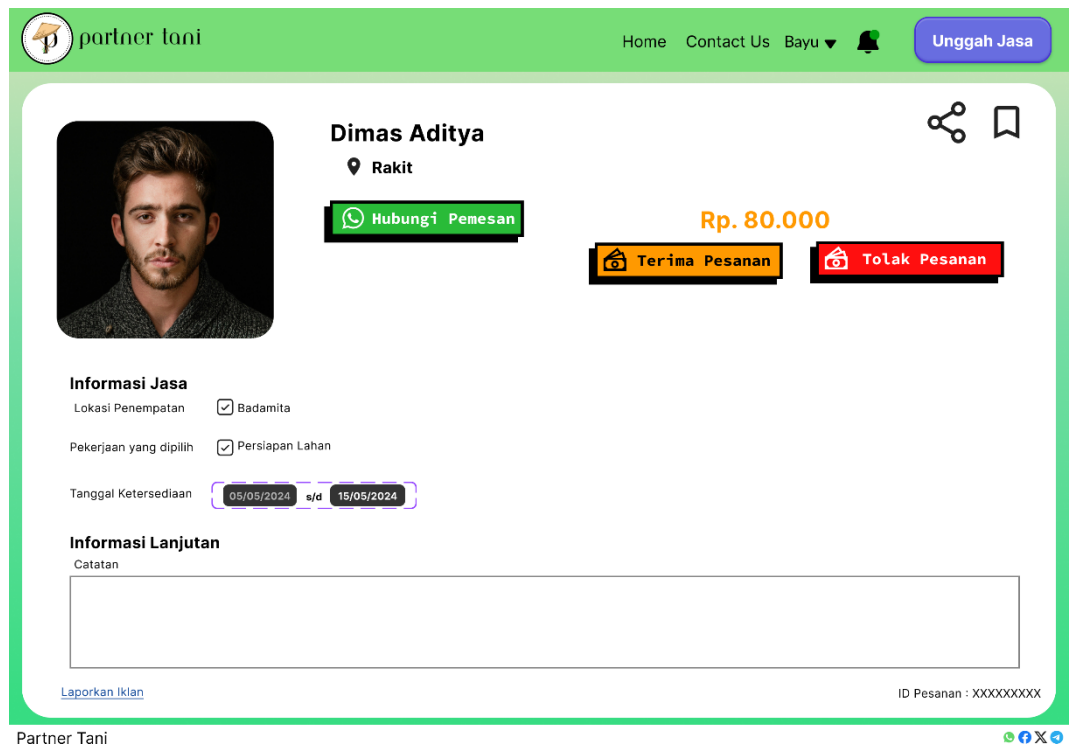 partner tani
Home Contact Us Bayu Unggah Jasa
Dimas Aditya
Rakit
Hubungi Pemesan
Rp. 80.000
Terima Pesanan Tolak Pesanan
Informasi Jasa
Lokasi Penempatan Badamita
Pekerjaan yang dipilih Persiapan Lahan
Tanggal Ketersediaan 05/05/2024 s/d 15/05/2024
Informasi Lanjutan
Catatan
Laporkan Iklan ID Pesanan : XXXXXXXXX
Partner Tani